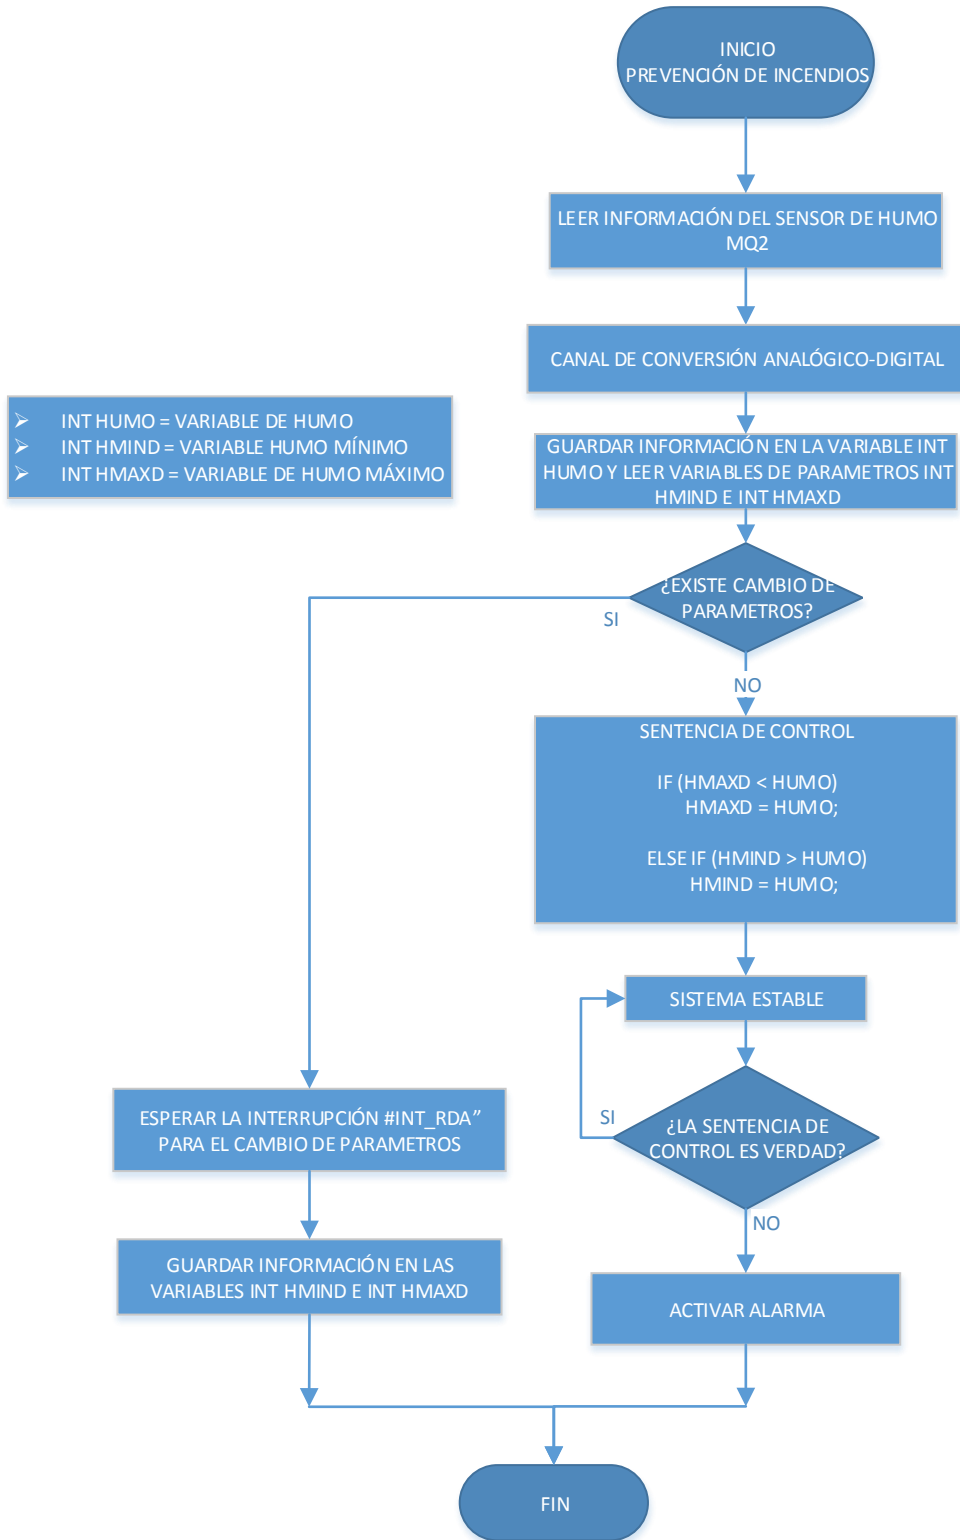 INICIO
PREVENCIÓN DE INCENDIOS
LEER INFORMACIÓN DEL SENSOR DE HUMO
MQ2
CANAL DE CONVERSIÓN ANALÓGICO-DIGITAL
➢ INT HUMO = VARIABLE DE HUMO
➢ INT HMIND = VARIABLE HUMO MÍNIMO
➢ INT HMAXD = VARIABLE DE HUMO MÁXIMO
GUARDAR INFORMACIÓN EN LA VARIABLE INT
HUMO Y LEER VARIABLES DE PARAMETROS INT
HMIND E INT HMAXD
¿EXISTE CAMBIO DE
PARAMETROS?
SI
NO
SENTENCIA DE CONTROL
IF (HMAXD < HUMO)
HMAXD = HUMO;
ELSE IF (HMIND > HUMO)
HMIND = HUMO;
SISTEMA ESTABLE
¿LA SENTENCIA DE
CONTROL ES VERDAD?
SI
NO
ESPERAR LA INTERRUPCIÓN #INT_RDA”
PARA EL CAMBIO DE PARAMETROS
GUARDAR INFORMACIÓN EN LAS
VARIABLES INT HMIND E INT HMAXD
ACTIVAR ALARMA
FIN